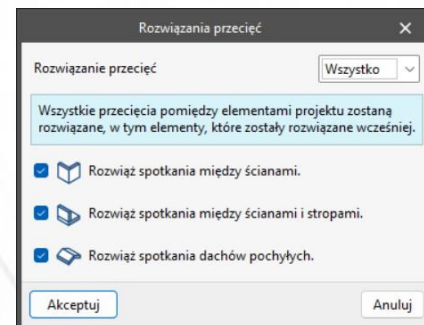 Rozwiązania przecięć
Rozwiązanie przecięć Wszystko
Wszystkie przecięcia pomiędzy elementami projektu zostaną
rozwiązane, w tym elementy, które zostały rozwiązane wcześniej.
Rozwiąż spotkania między ścianami.
Rozwiąż spotkania między ścianami i stropami.
Rozwiąż spotkania dachów pochyłych.
Akceptuj Anuluj